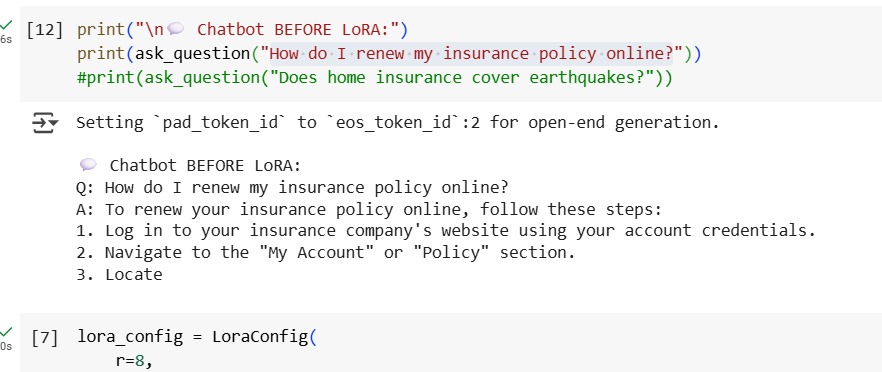 [12] print("\n💬 Chatbot BEFORE LoRA:")
6s print(ask_question("How do I renew my insurance policy online?"))
#print(ask_question("Does home insurance cover earthquakes?"))
Setting `pad_token_id` to `eos_token_id`:2 for open-end generation.
💬 Chatbot BEFORE LoRA:
Q: How do I renew my insurance policy online?
A: To renew your insurance policy online, follow these steps:
1. Log in to your insurance company's website using your account credentials.
2. Navigate to the "My Account" or "Policy" section.
3. Locate
[7] lora_config = LoraConfig(
0s r=8,